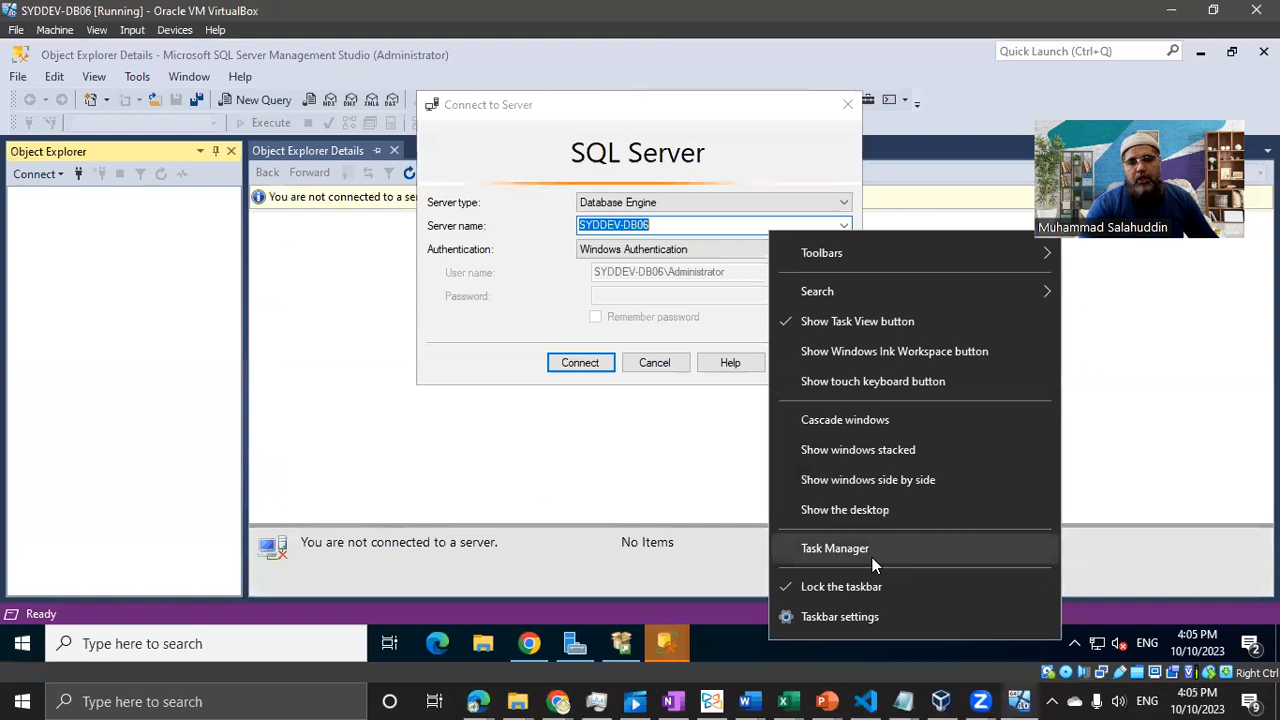 SYDDEV-DB06 [Running] - Oracle VM VirtualBox
File Machine View Input Devices Help
Object Explorer Details - Microsoft SQL Server Management Studio (Administrator)
Quick Launch (Ctrl+Q)
File Edit View Tools Window Help
New Query
Execute
Connect to Server
SQL Server
Server type: Database Engine
Server name: SYDDEV-DB06
Authentication: Windows Authentication
User name: SYDDEV-DB06\Administrator
Password:
Remember password
Connect Cancel Help
Object Explorer
Connect
Object Explorer Details
Back Forward
You are not connected to a se
Muhammad Salahuddin
Toolbars
Search
Show Task View button
Show Windows Ink Workspace button
Show touch keyboard button
Cascade windows
Show windows stacked
Show windows side by side
Show the desktop
Task Manager
Lock the taskbar
Taskbar settings
You are not connected to a server. No Items
Ready
Type here to search
ENG
4:05 PM
10/10/2023
2
Right Ctrl
Type here to search
ENG
4:05 PM
10/10/2023
9